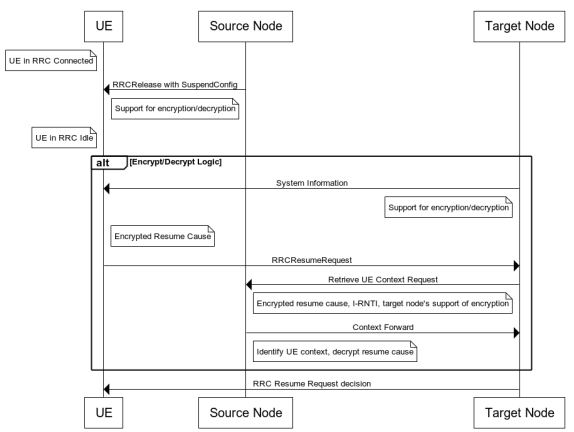 UE
Source Node
Target Node
UE in RRC Connected
RRCRelease with SuspendConfig
Support for encryption/decryption
UE in RRC Idle
alt
[Encrypt/Decrypt Logic]
System Information
Support for encryption/decryption
Encrypted Resume Cause
RRCResumeRequest
Retrieve UE Context Request
Encrypted resume cause, I-RNTI, target node's support of encryption
Context Forward
Identify UE context, decrypt resume cause
RRC Resume Request decision
UE
Source Node
Target Node